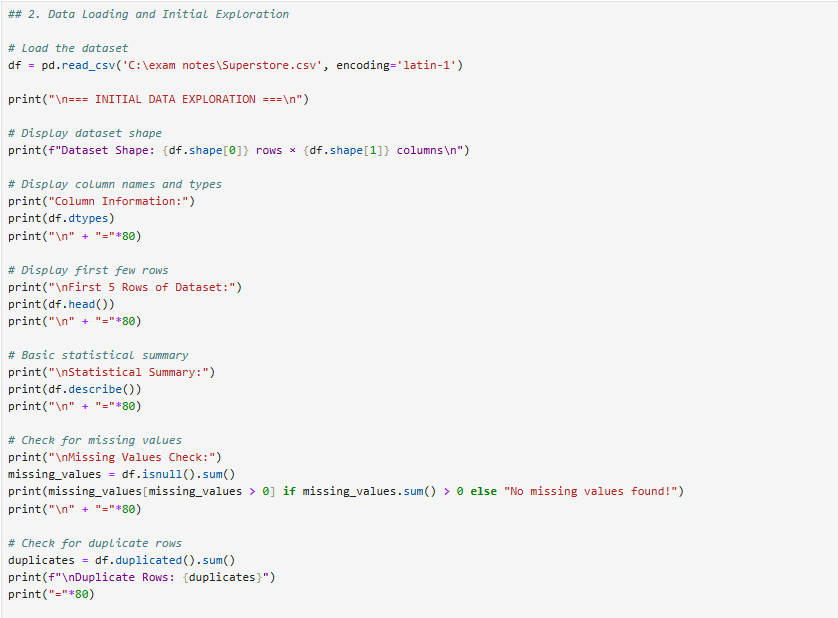 ## 2. Data Loading and Initial Exploration
# Load the dataset
df = pd.read_csv('C:\exam notes\Superstore.csv', encoding='latin-1')
print("\n=== INITIAL DATA EXPLORATION ===\n")
# Display dataset shape
print(f"Dataset Shape: {df.shape[0]} rows × {df.shape[1]} columns\n")
# Display column names and types
print("Column Information:")
print(df.dtypes)
print("\n" + "="*80)
# Display first few rows
print("\nFirst 5 Rows of Dataset:")
print(df.head())
print("\n" + "="*80)
# Basic statistical summary
print("\nStatistical Summary:")
print(df.describe())
print("\n" + "="*80)
# Check for missing values
print("\nMissing Values Check:")
missing_values = df.isnull().sum()
print(missing_values[missing_values > 0] if missing_values.sum() > 0 else "No missing values found!")
print("\n" + "="*80)
# Check for duplicate rows
duplicates = df.duplicated().sum()
print(f"\nDuplicate Rows: {duplicates}")
print("="*80)